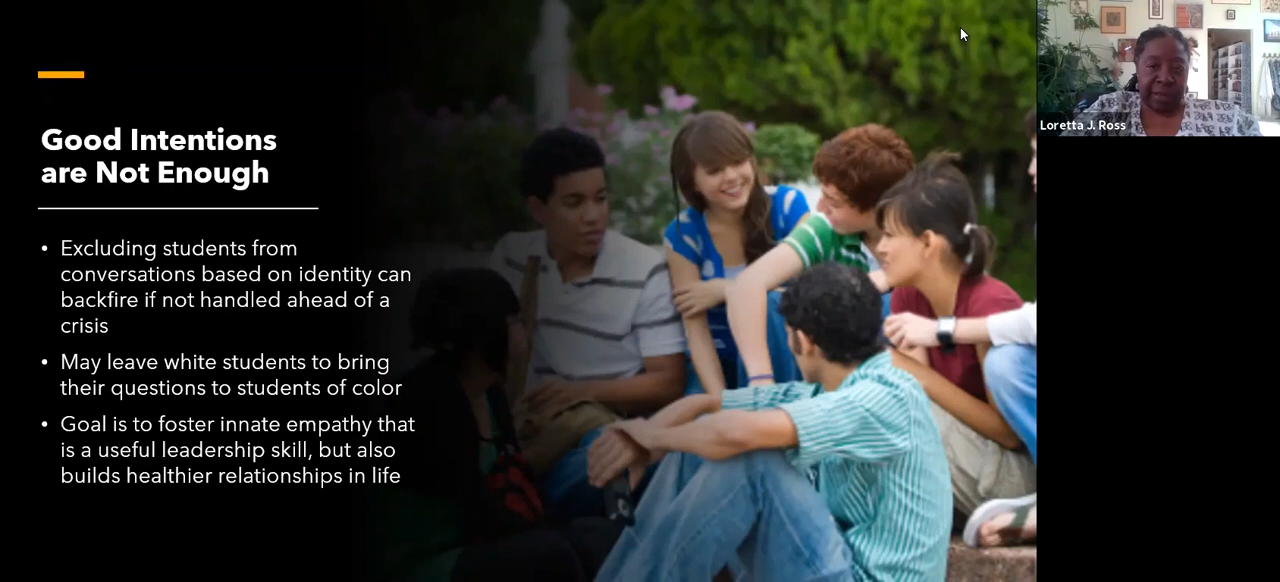 Good Intentions
are Not Enough
• Excluding students from
conversations based on identity can
backfire if not handled ahead of a
crisis
• May leave white students to bring
their questions to students of color
• Goal is to foster innate empathy that
is a useful leadership skill, but also
builds healthier relationships in life
Loretta J. Ross